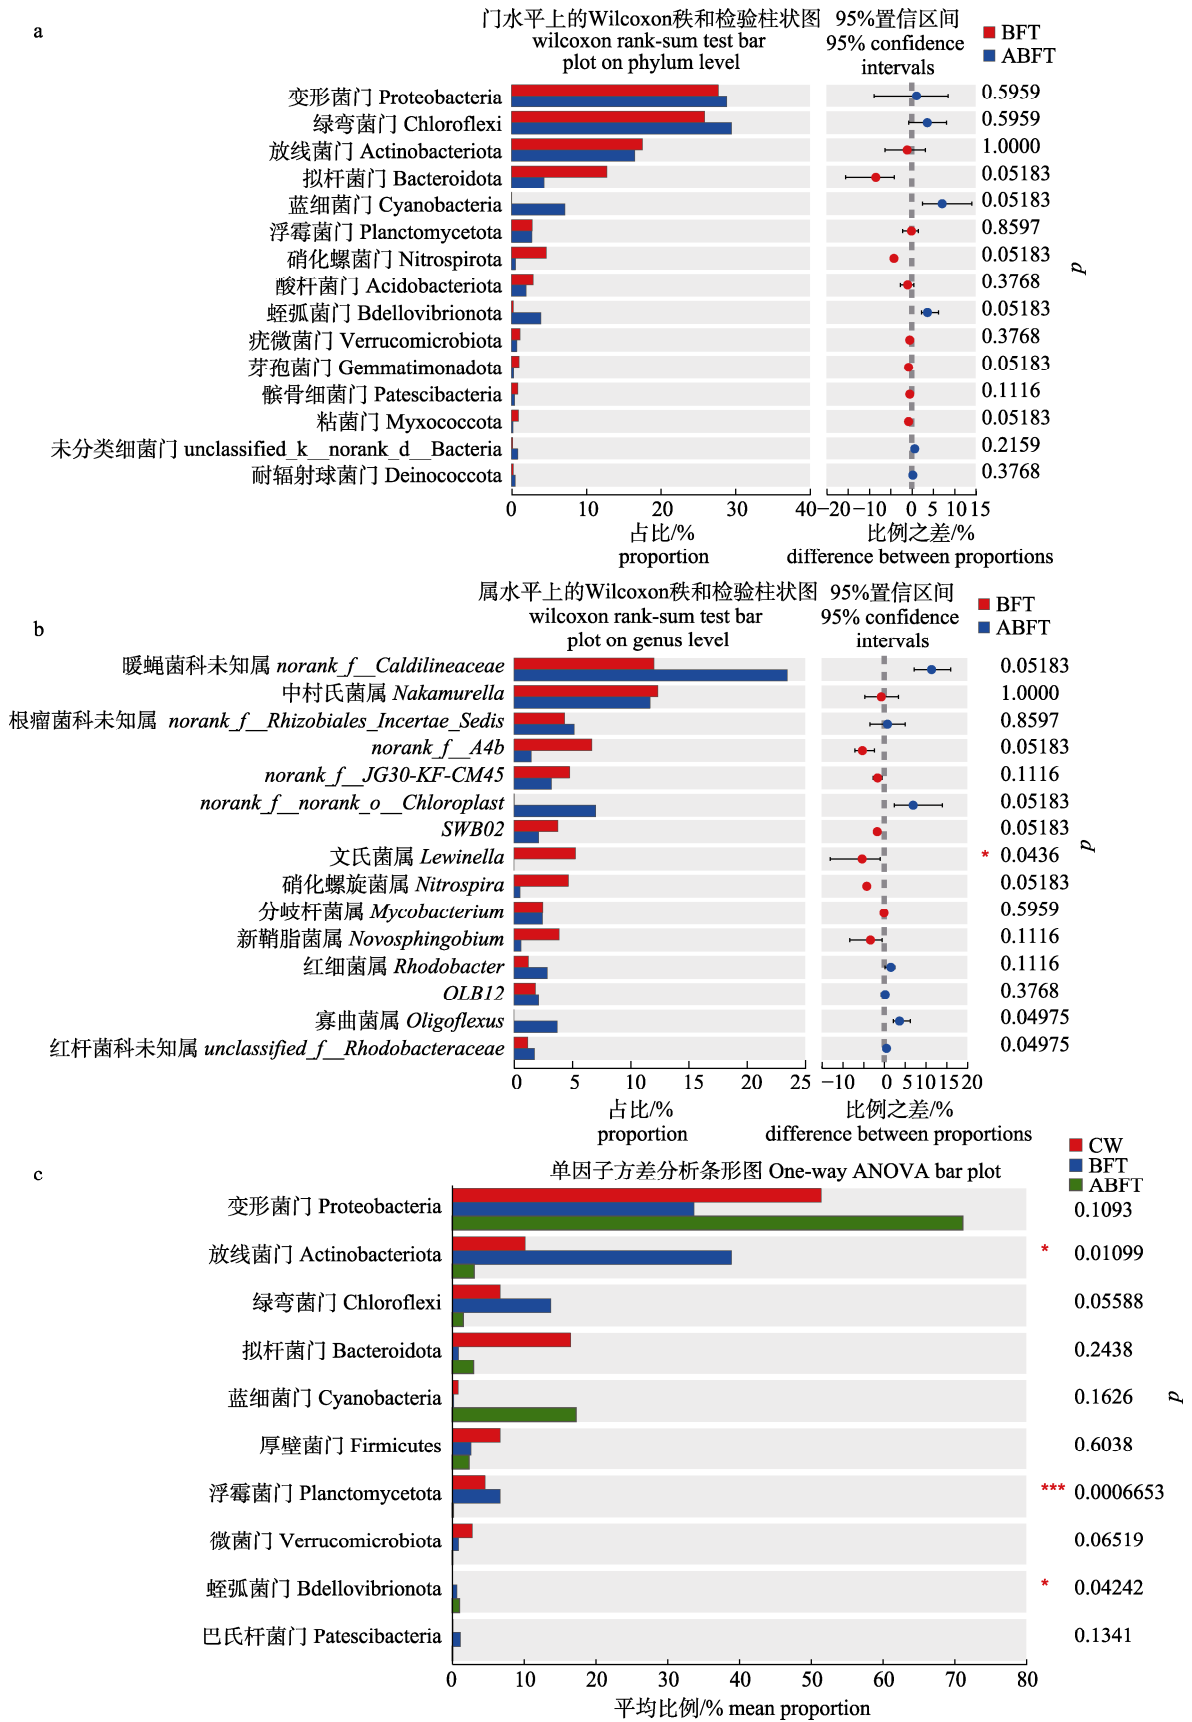 a
门水平上的Wilcoxon秩和检验柱状图
wilcoxon rank-sum test bar
plot on phylum level
95%置信区间
95% confidence
intervals
BFT
ABFT
变形菌门 Proteobacteria
绿弯菌门 Chloroflexi
放线菌门 Actinobacteriota
拟杆菌门 Bacteroidota
蓝细菌门 Cyanobacteria
浮霉菌门 Planctomycetota
硝化螺菌门 Nitrospirota
酸杆菌门 Acidobacteriota
蛭弧菌门 Bdellovibrionota
疣微菌门 Verrucomicrobiota
芽孢菌门 Gemmatimonadota
髌骨细菌门 Patescibacteria
粘菌门 Myxococcota
未分类细菌门 unclassified_k__norank_d__Bacteria
耐辐射球菌门 Deinococcota
0.5959
0.5959
1.0000
0.05183
0.05183
0.8597
0.05183
0.3768
0.05183
0.3768
0.05183
0.1116
0.05183
0.2159
0.3768
p
0 10 20 30 40
−20 −10 0 5 10 15
占比/%
proportion
比例之差/%
difference between proportions
b
属水平上的Wilcoxon秩和检验柱状图
wilcoxon rank-sum test bar
plot on genus level
95%置信区间
95% confidence
intervals
BFT
ABFT
暖蝇菌科未知属 norank_f__Caldilineaceae
中村氏菌属 Nakamurella
根瘤菌科未知属 norank_f__Rhizobiales_Incertae_Sedis
norank_f__A4b
norank_f__JG30-KF-CM45
norank_f__norank_o__Chloroplast
SWB02
文氏菌属 Lewinella
硝化螺旋菌属 Nitrospira
分歧杆菌属 Mycobacterium
新鞘脂菌属 Novosphingobium
红细菌属 Rhodobacter
OLB12
寡曲菌属 Oligoflexus
红杆菌科未知属 unclassified_f__Rhodobacteraceae
0.05183
1.0000
0.8597
0.05183
0.1116
0.05183
0.05183
* 0.0436
0.05183
0.5959
0.1116
0.1116
0.3768
0.04975
0.04975
p
0 5 10 15 20 25
−10 0 5 10 15 20
占比/%
proportion
比例之差/%
difference between proportions
c
单因子方差分析条形图 One-way ANOVA bar plot
CW
BFT
ABFT
变形菌门 Proteobacteria
放线菌门 Actinobacteriota
绿弯菌门 Chloroflexi
拟杆菌门 Bacteroidota
蓝细菌门 Cyanobacteria
厚壁菌门 Firmicutes
浮霉菌门 Planctomycetota
微菌门 Verrucomicrobiota
蛭弧菌门 Bdellovibrionota
巴氏杆菌门 Patescibacteria
0.1093
* 0.01099
0.05588
0.2438
0.1626
0.6038
*** 0.0006653
0.06519
* 0.04242
0.1341
p
0 10 20 30 40 50 60 70 80
平均比例/% mean proportion